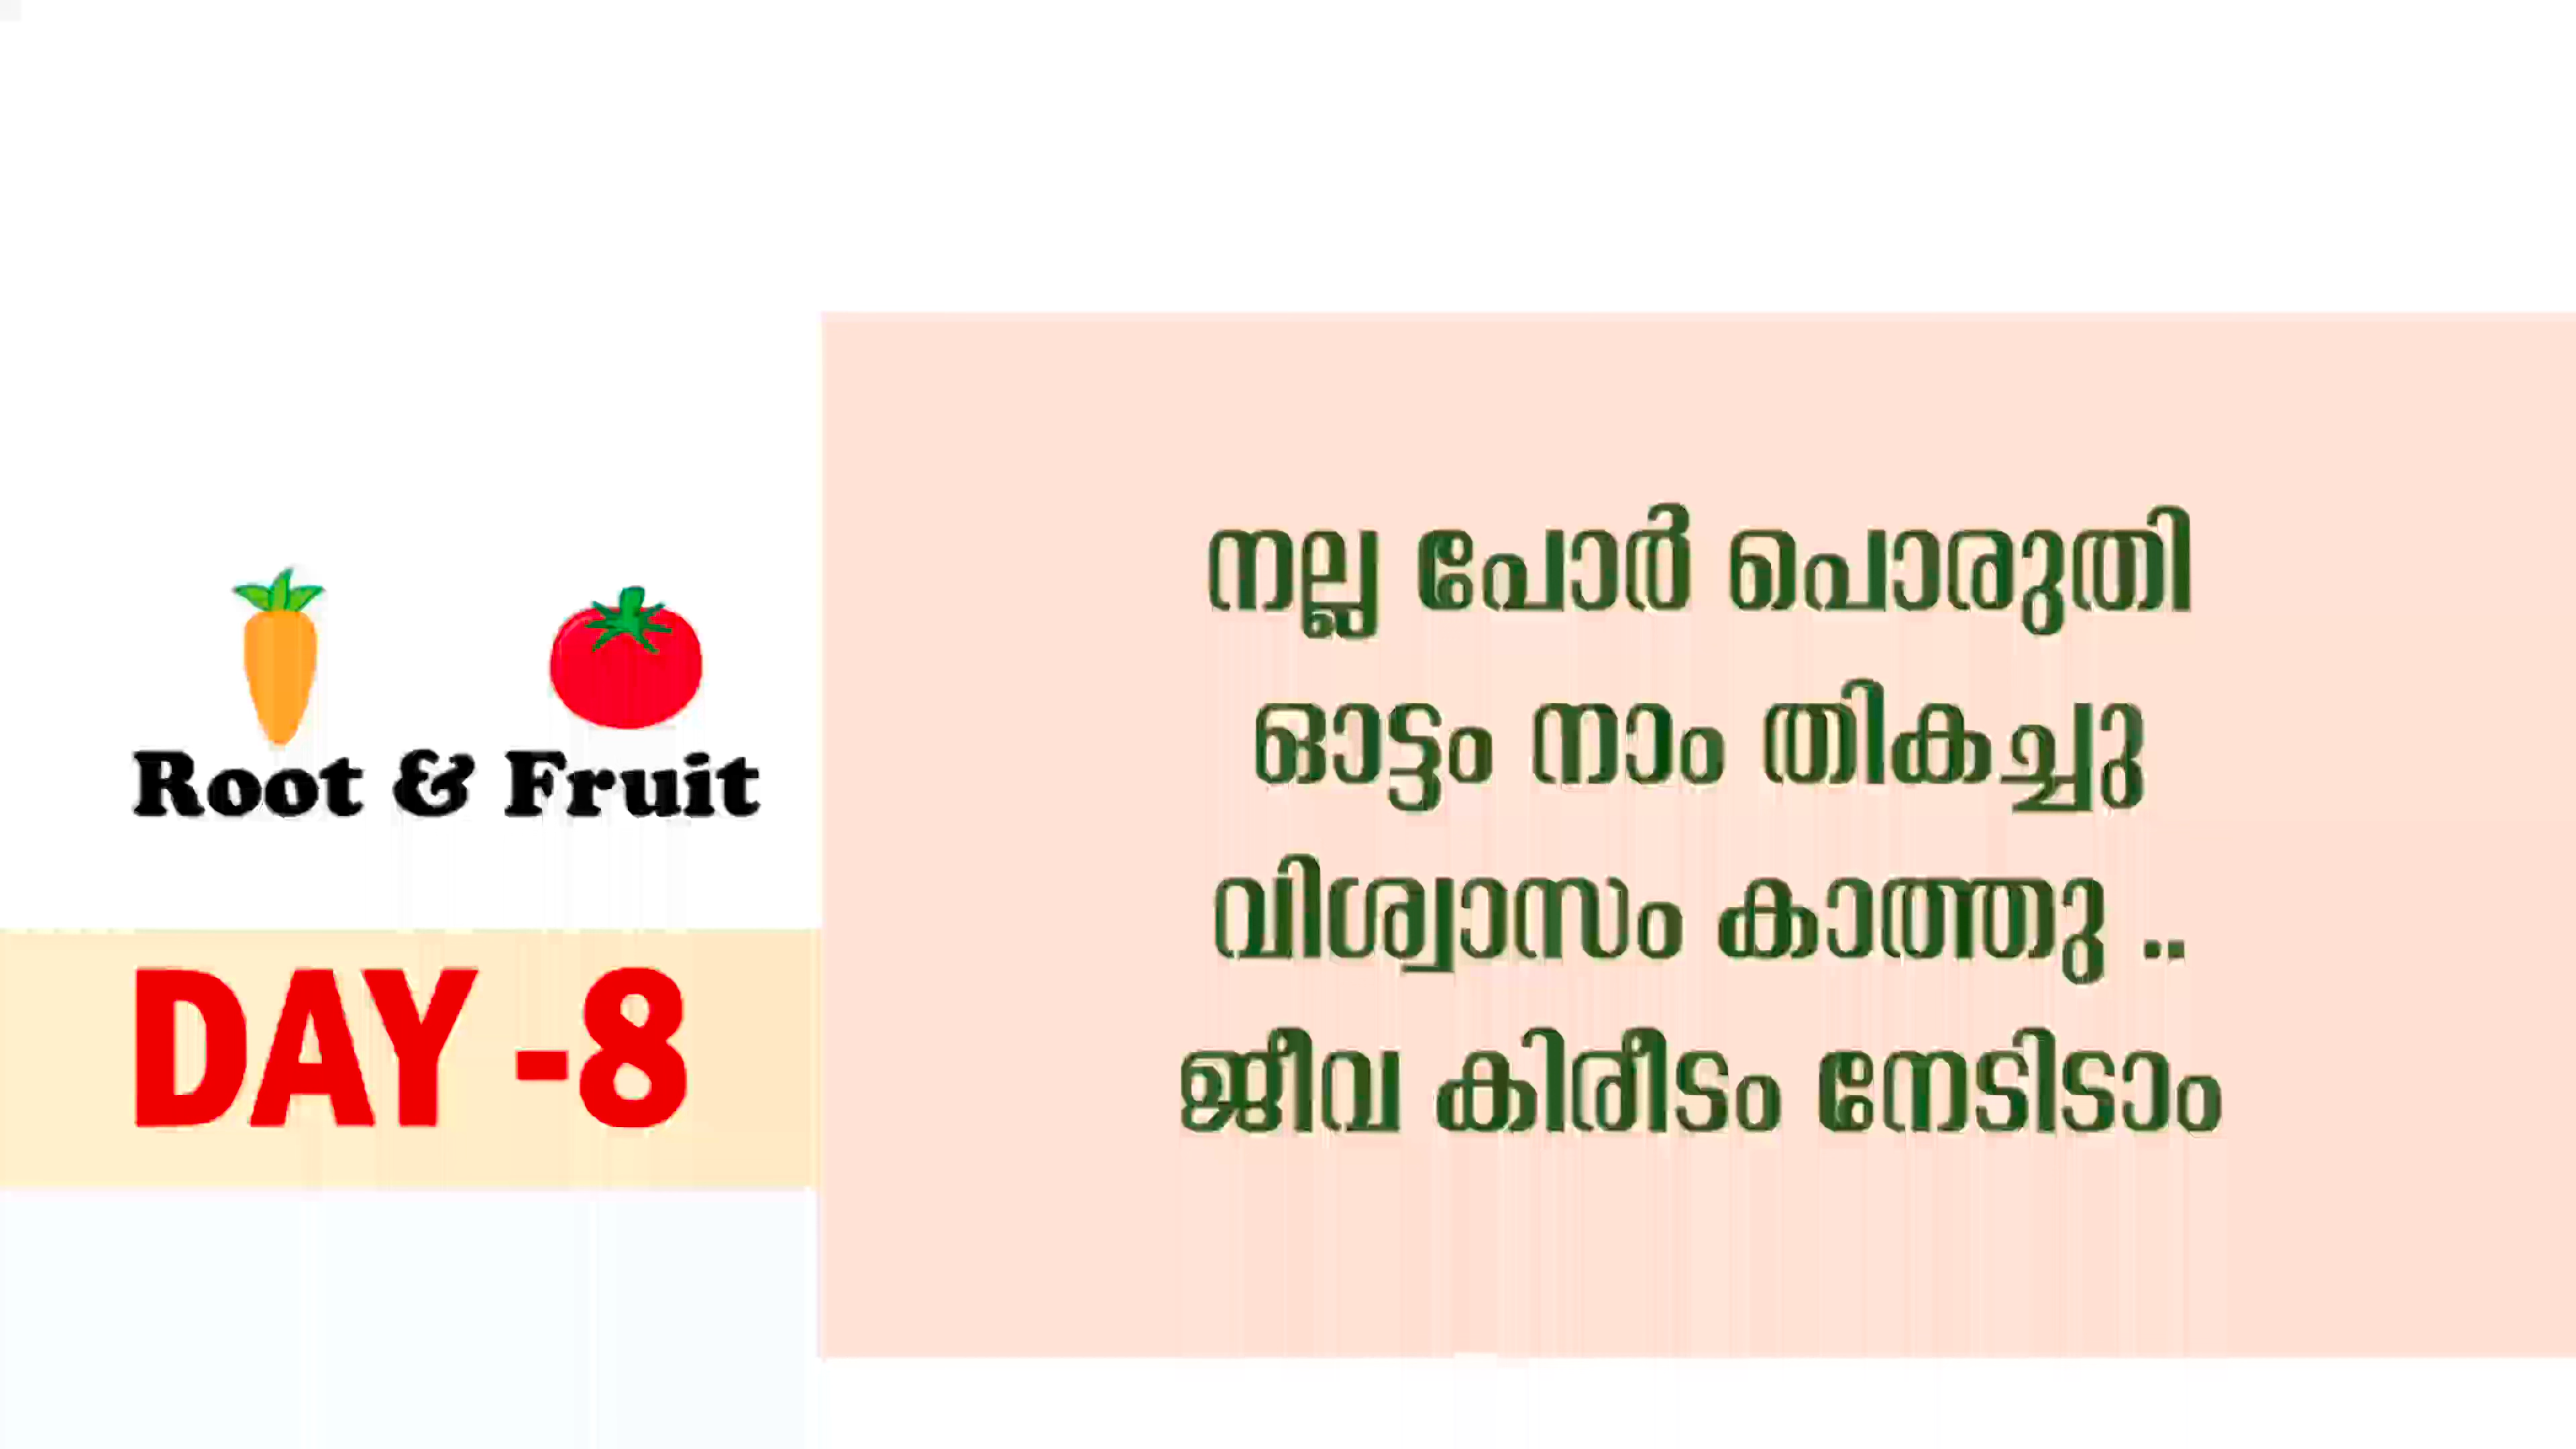 Root & Fruit
DAY -8
നല്ല പോർ പൊരുതി
ഓട്ടം നാം തികച്ചു
വിശ്വാസം കാത്തു ..
ജീവ കിരീടം നേടിടാം